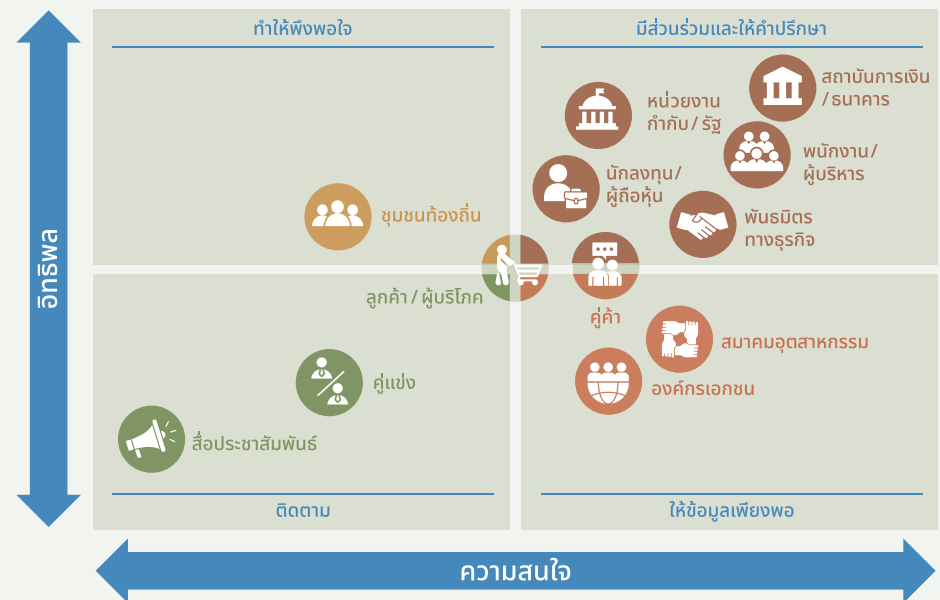 ทำให้พึงพอใจ
มีส่วนร่วมและให้คำปรึกษา
สถาบันการเงิน
/ธนาคาร
หน่วยงาน
กำกับ/รัฐ
พนักงาน/
ผู้บริหาร
นักลงทุน/
ผู้ถือหุ้น
ชุมชนท้องถิ่น
พันธมิตร
ทางธุรกิจ
อิทธิพล
ลูกค้า/ผู้บริโภค
คู่ค้า
สมาคมอุตสาหกรรม
คู่แข่ง
องค์กรเอกชน
สื่อประชาสัมพันธ์
ติดตาม
ให้ข้อมูลเพียงพอ
ความสนใจ